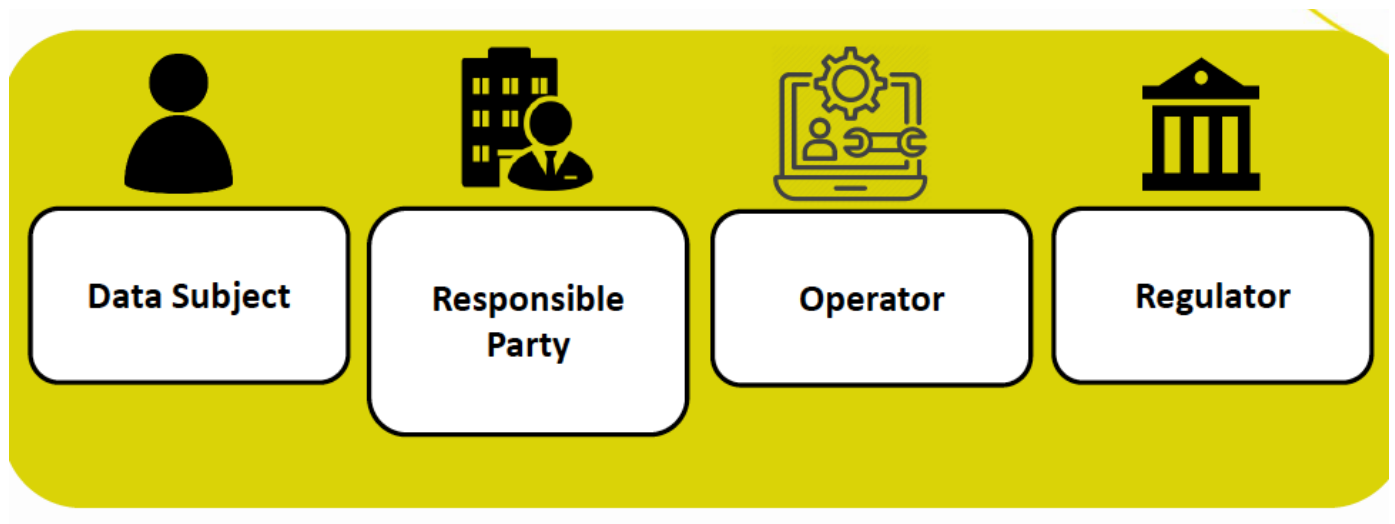 Data Subject
Responsible
Party
Operator
Regulator